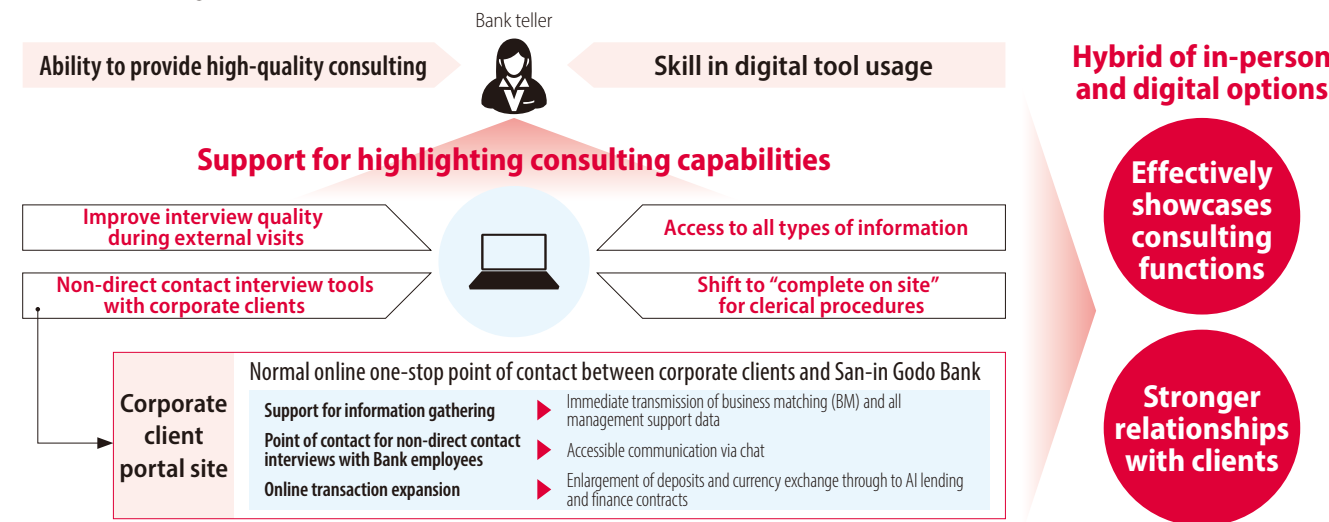 Bank teller
Ability to provide high-quality consulting
Skill in digital tool usage
Support for highlighting consulting capabilities
Improve interview quality
during external visits
Access to all types of information
Non-direct contact interview tools
with corporate clients
Shift to “complete on site”
for clerical procedures
Corporate
client
portal site
Normal online one-stop point of contact between corporate clients and San-in Godo Bank
Support for information gathering
Immediate transmission of business matching (BM) and all
management support data
Point of contact for non-direct contact
interviews with Bank employees
Accessible communication via chat
Online transaction expansion
Enlargement of deposits and currency exchange through to AI lending
and finance contracts
Hybrid of in-person
and digital options
Effectively
showcases
consulting
functions
Stronger
relationships
with clients